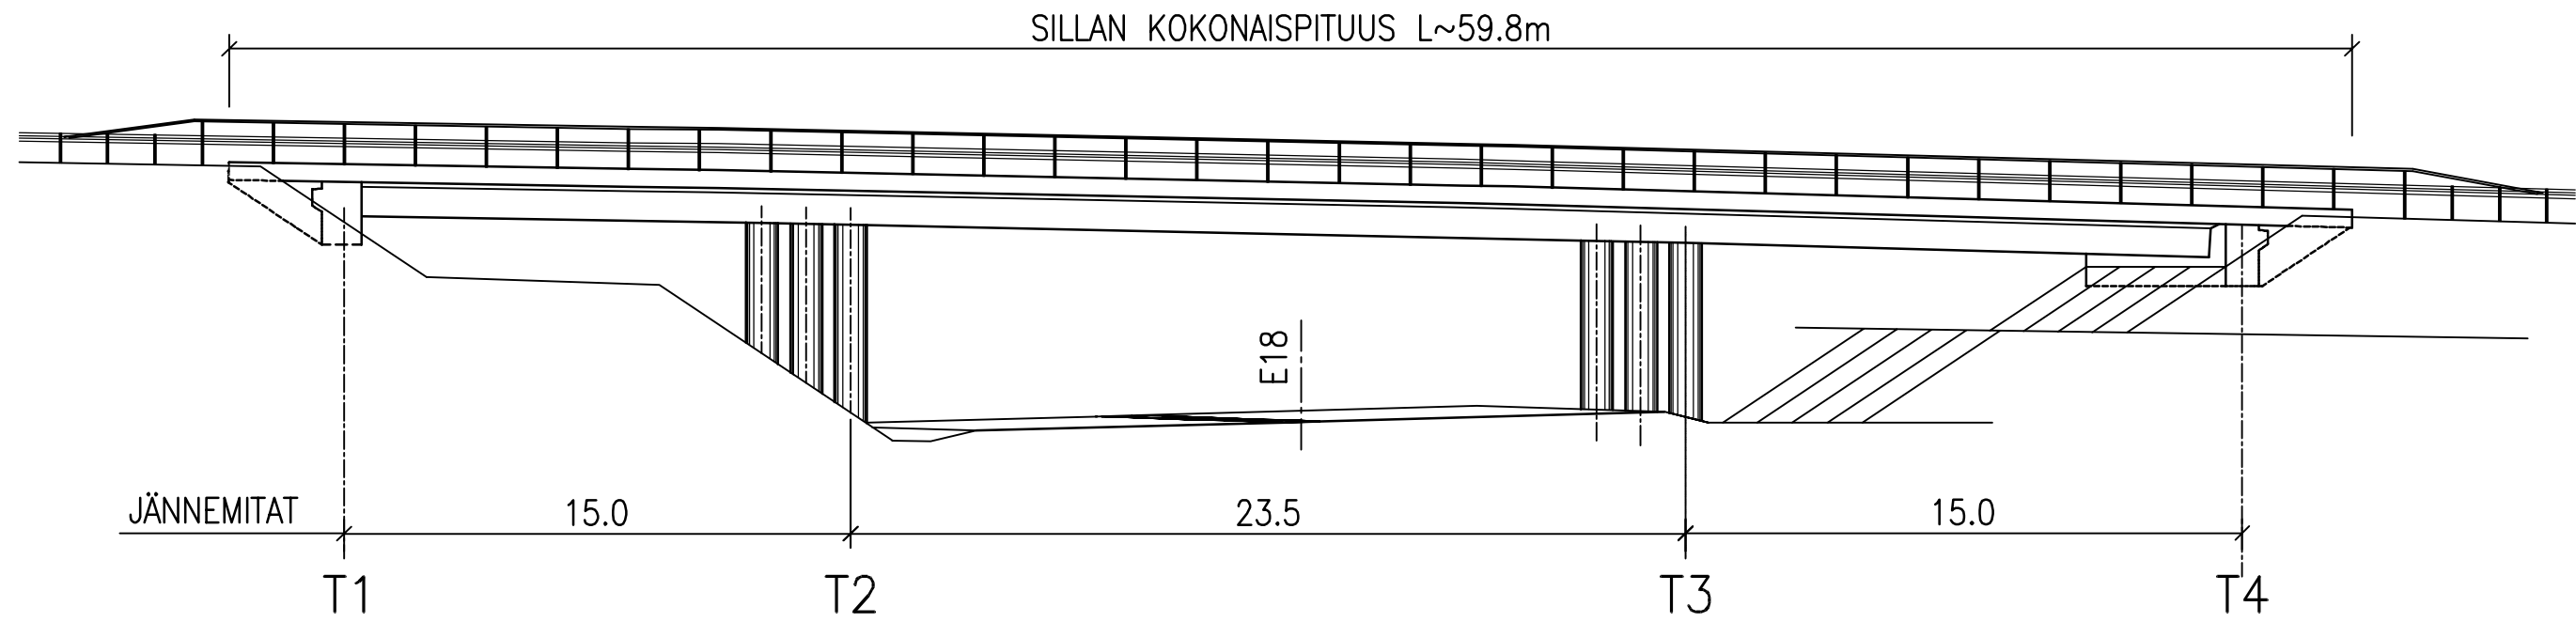 SILLAN KOKONAISPITUUS L~59.8m
E18
JÄNNEMITAT 15.0 23.5 15.0
T1 T2 T3 T4